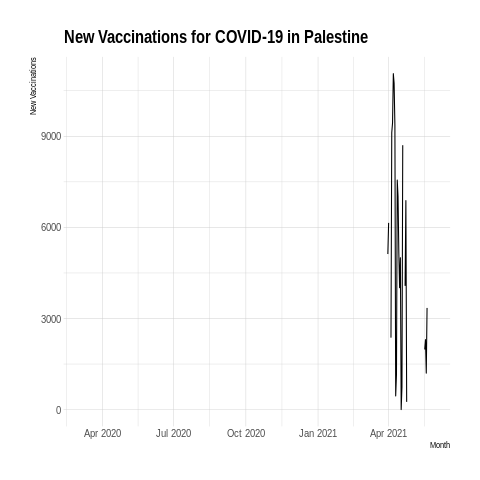 New Vaccinations for COVID-19 in Palestine
New Vaccinations
9000
6000
3000
0
Apr 2020 Jul 2020 Oct 2020 Jan 2021 Apr 2021
Month